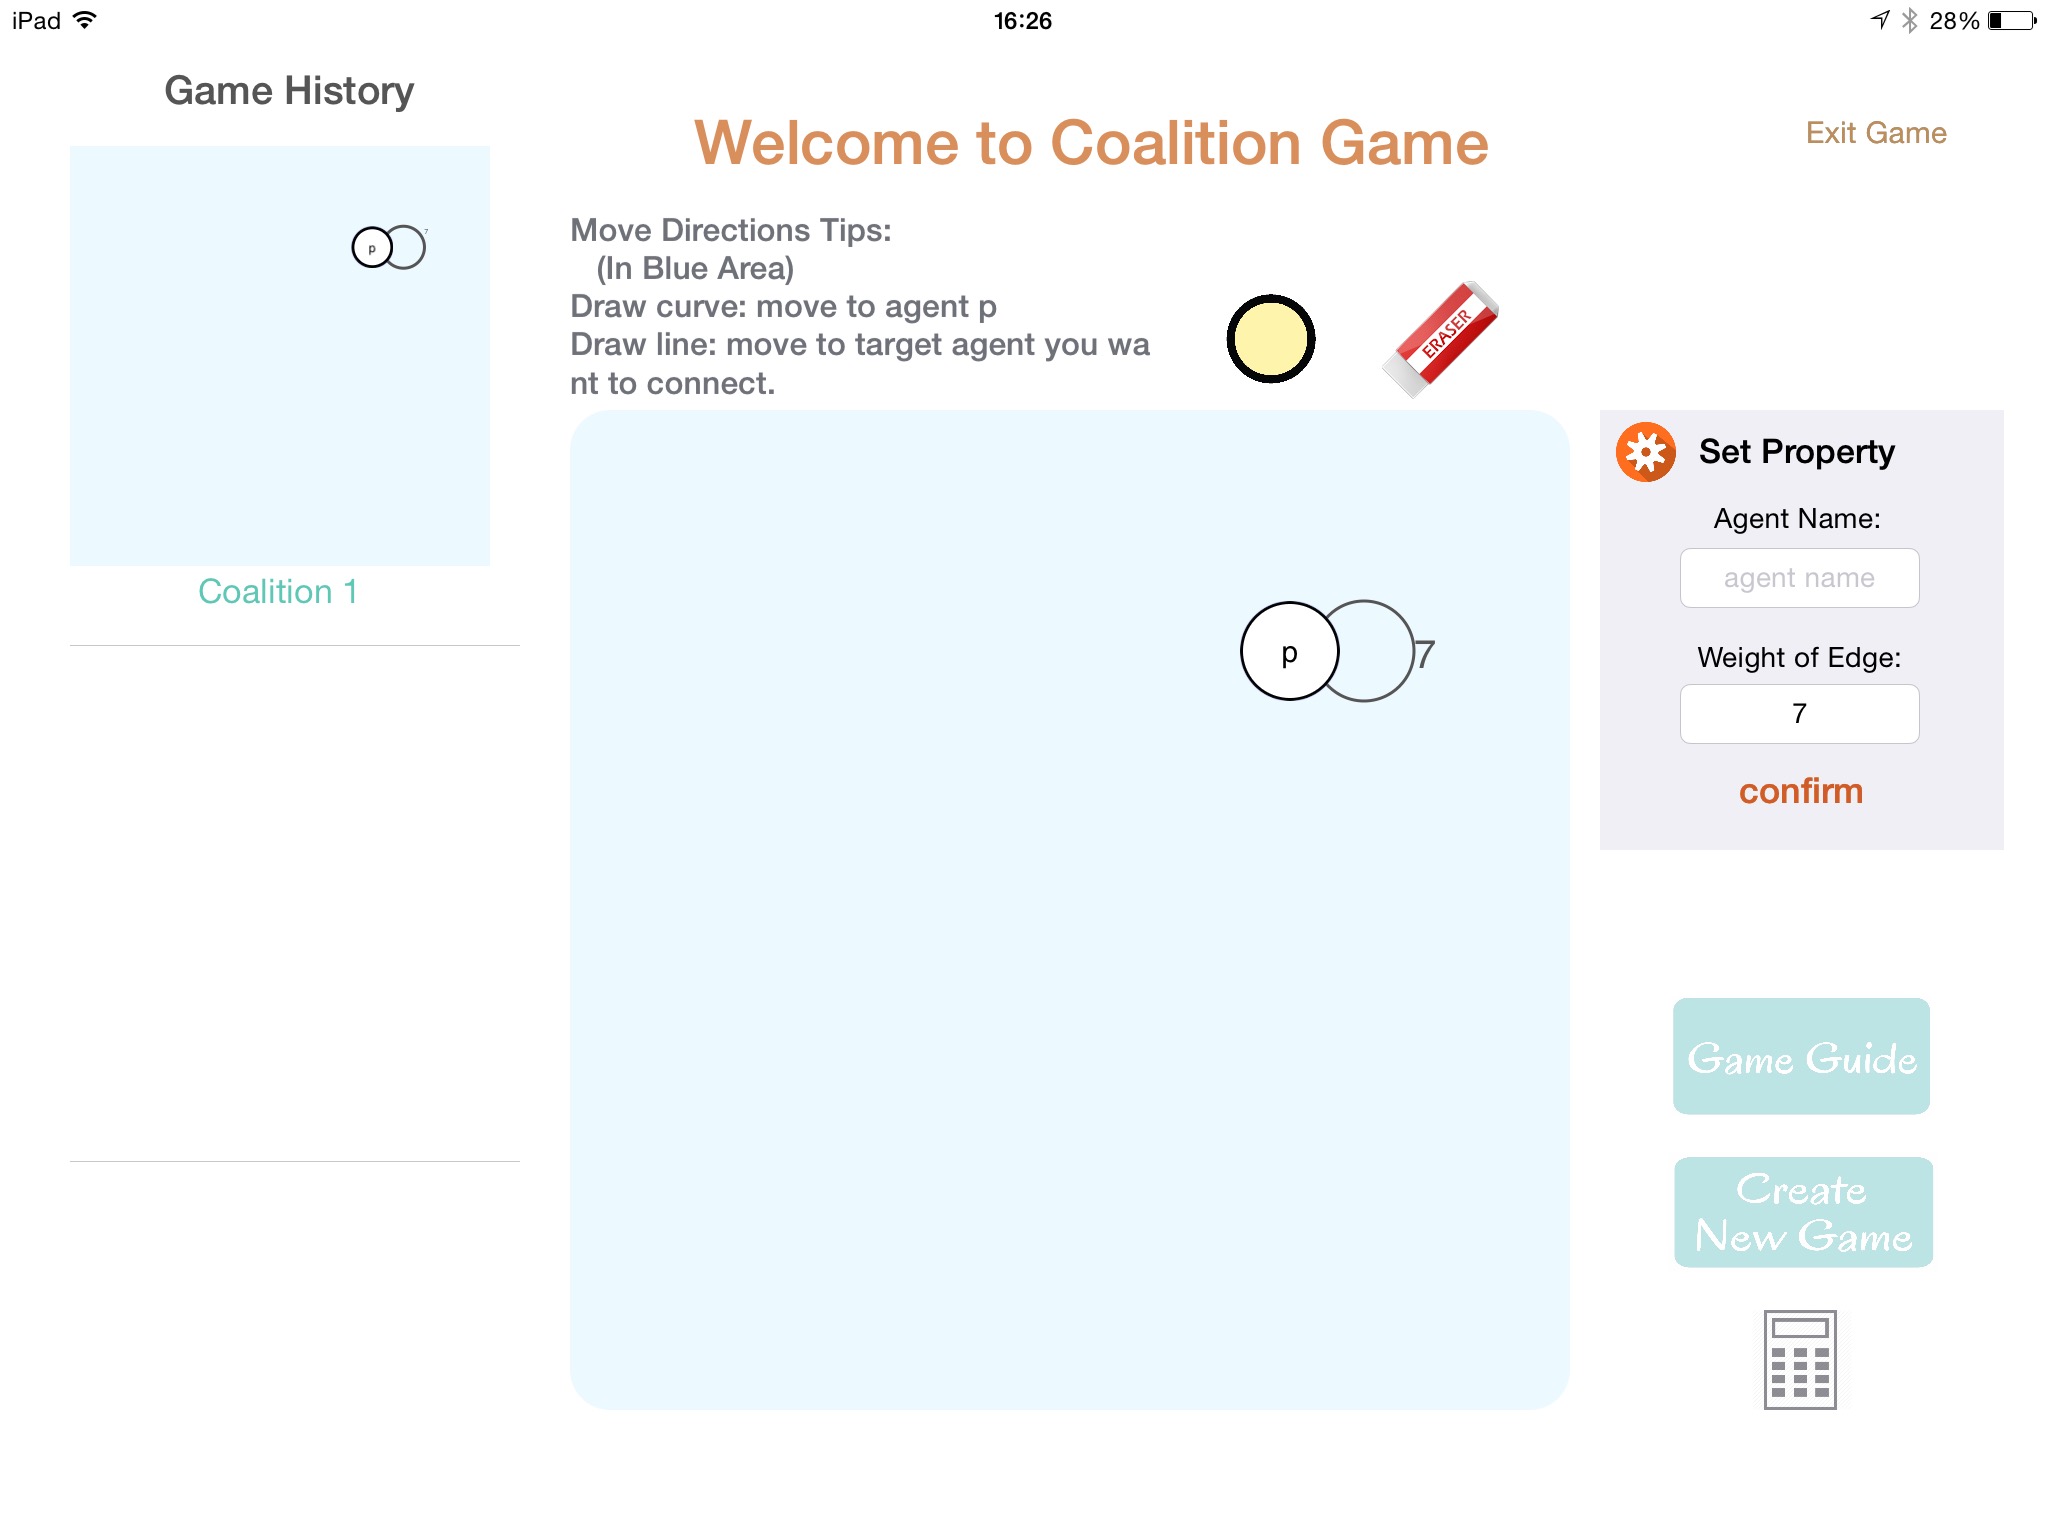 iPad
16:26
28%
Game History
Welcome to Coalition Game
Exit Game
p
7
Coalition 1
Move Directions Tips:
(In Blue Area)
Draw curve: move to agent p
Draw line: move to target agent you wa
nt to connect.
ERASER
p
7
Set Property
Agent Name:
agent name
Weight of Edge:
7
confirm
Game Guide
Create
New Game